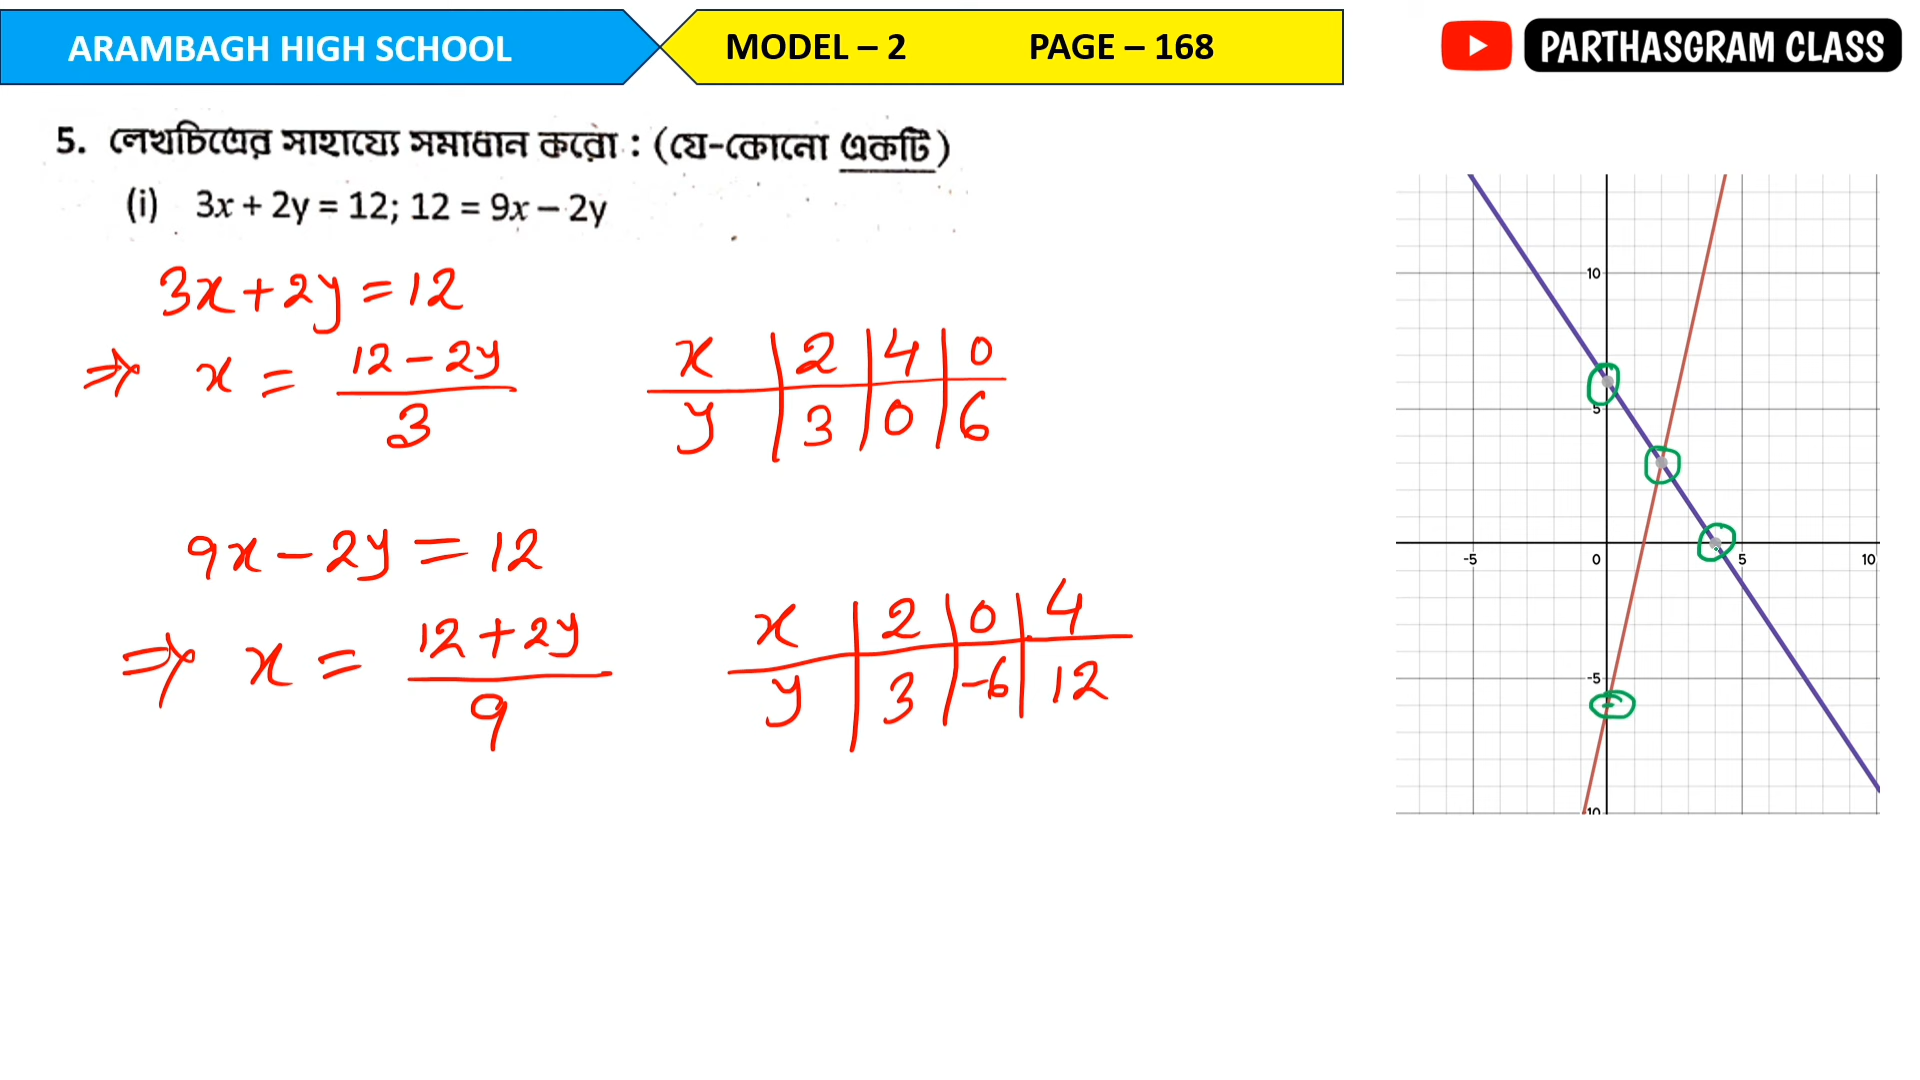 ARAMBAGH HIGH SCHOOL
MODEL – 2 PAGE – 168
PARTHASGRAM CLASS
5. লেখচিত্রের সাহায্যে সমাধান করো : (যে-কোনো একটি)
(i) 3x + 2y = 12; 12 = 9x – 2y
3x + 2y = 12
⇒ x = (12 – 2y)/3
x | 2 | 4 | 0
y | 3 | 0 | 6
9x – 2y = 12
⇒ x = (12 + 2y)/9
x | 2 | 0 | 4
y | 3 | -6 | 12
10
5
-5 0 5 10
-5
10